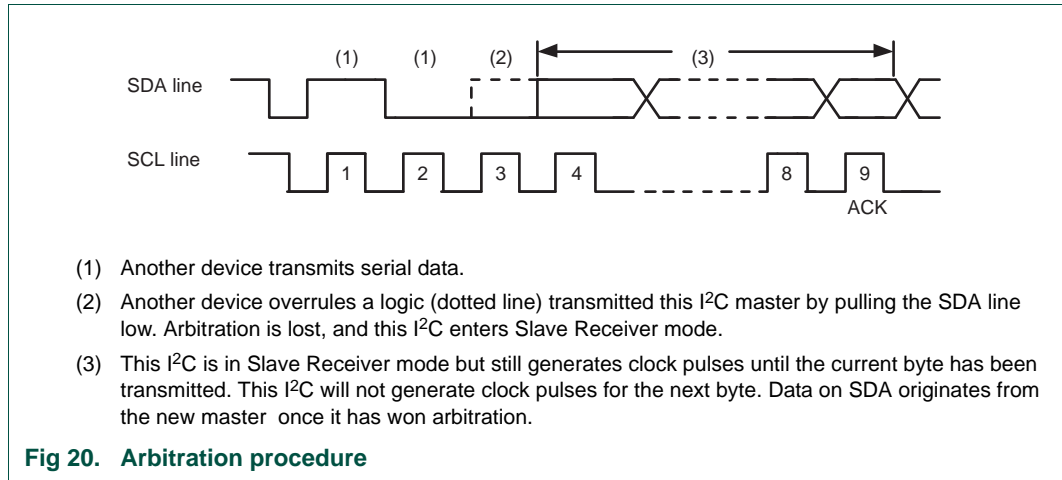 (1) (1) (2) (3)
SDA line
SCL line
1 2 3 4 8 9
ACK
(1) Another device transmits serial data.
(2) Another device overrules a logic (dotted line) transmitted this I2C master by pulling the SDA line
low. Arbitration is lost, and this I2C enters Slave Receiver mode.
(3) This I2C is in Slave Receiver mode but still generates clock pulses until the current byte has been
transmitted. This I2C will not generate clock pulses for the next byte. Data on SDA originates from
the new master once it has won arbitration.
Fig 20. Arbitration procedure